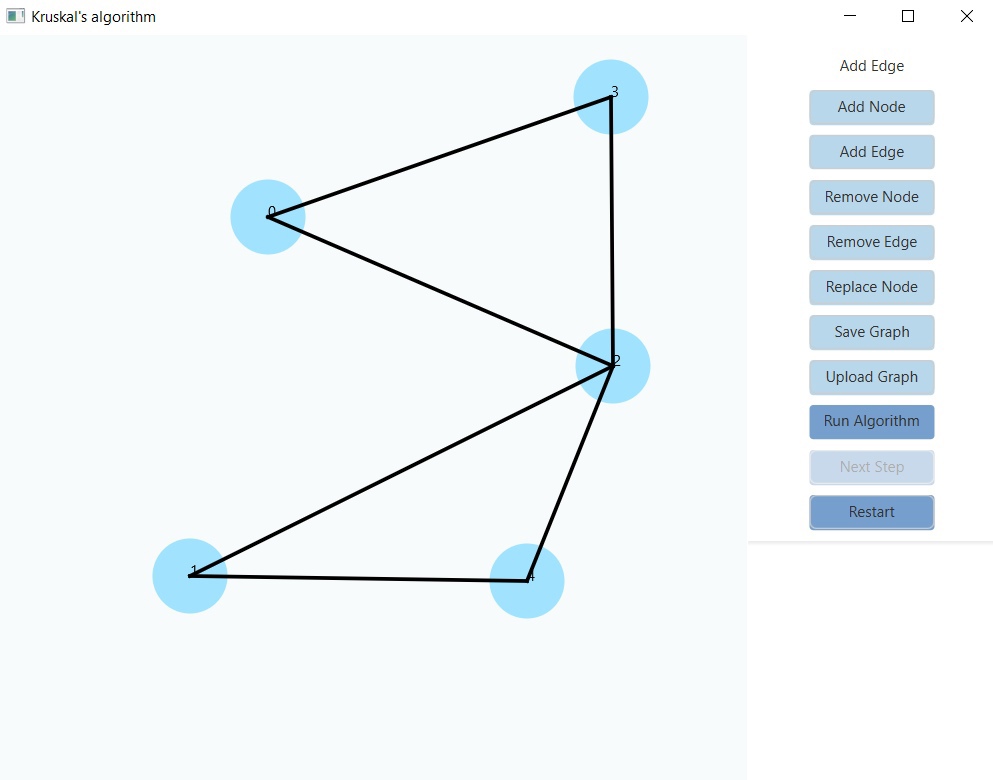 Kruskal's algorithm
3
0
2
1
4
Add Edge
Add Node
Add Edge
Remove Node
Remove Edge
Replace Node
Save Graph
Upload Graph
Run Algorithm
Next Step
Restart